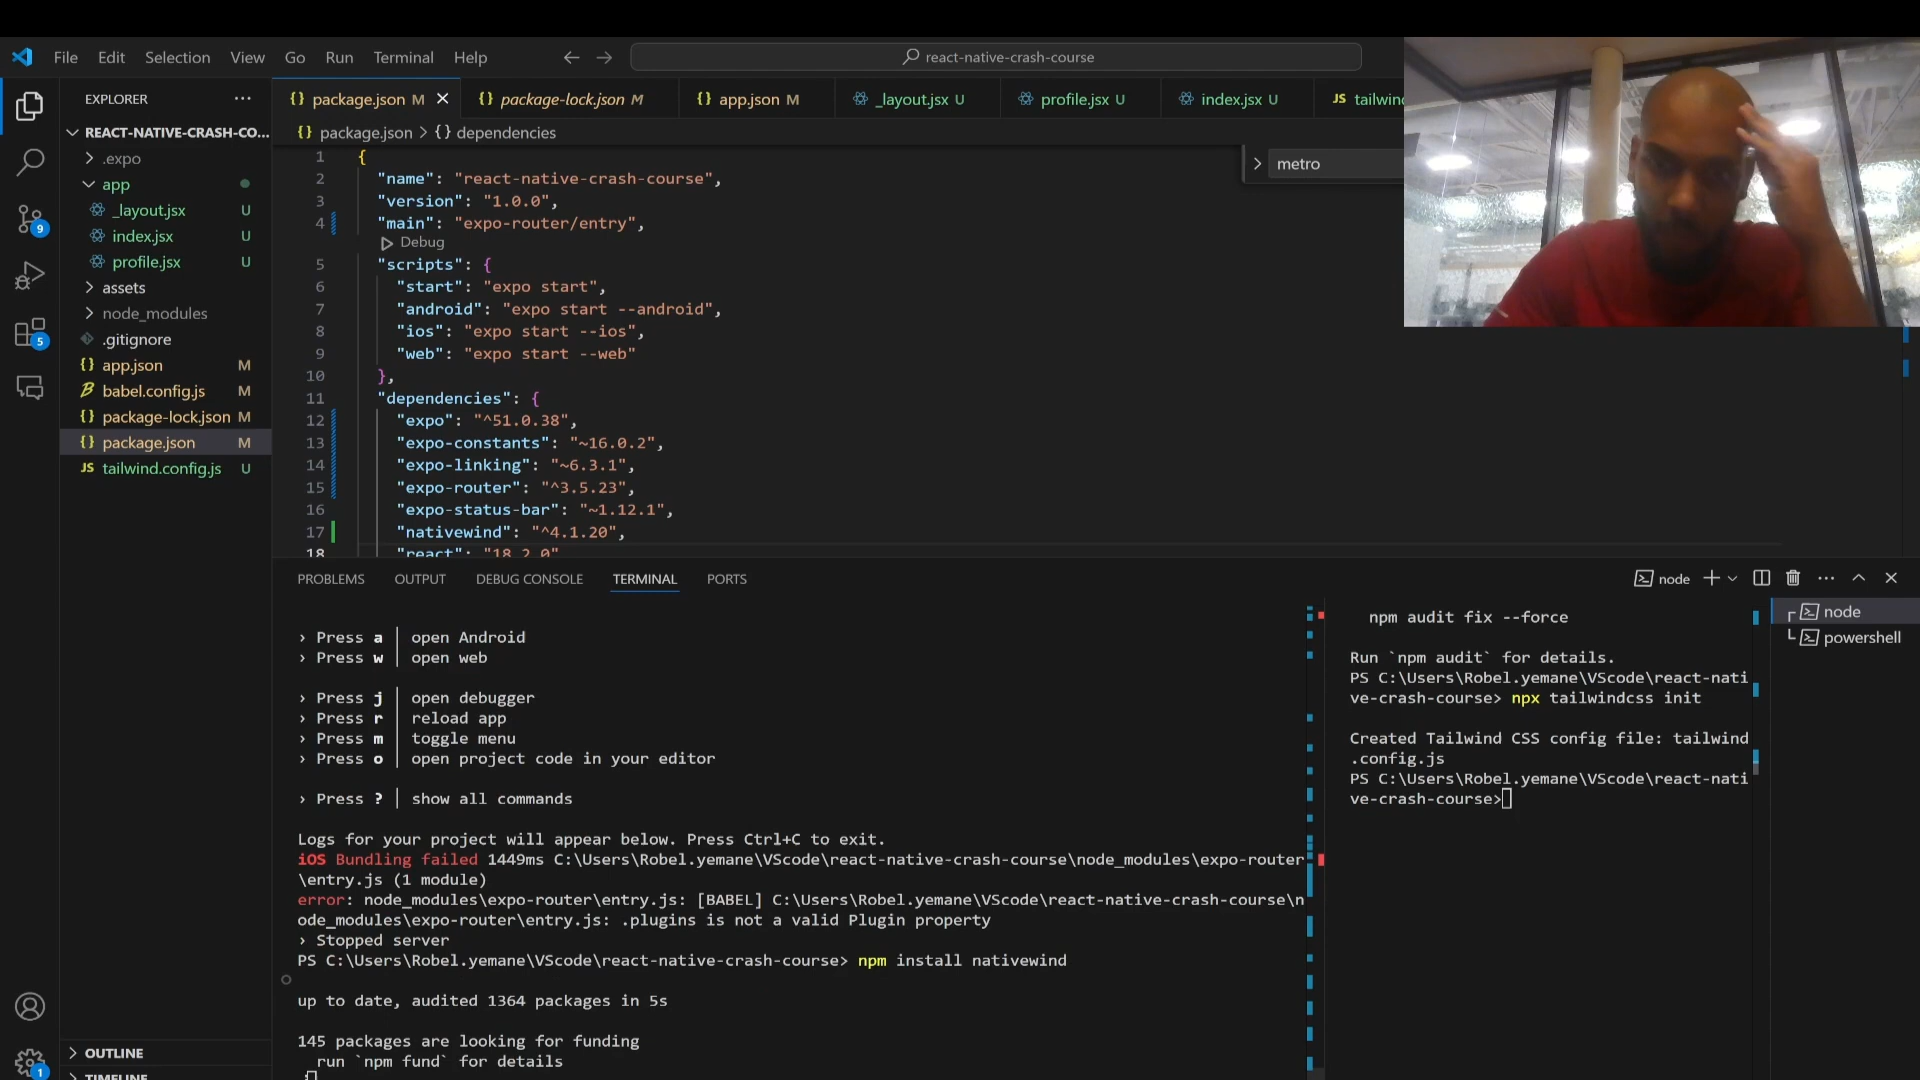 File Edit Selection View Go Run Terminal Help
react-native-crash-course
EXPLORER
package.json M
package-lock.json M
app.json M
_layout.jsx U
profile.jsx U
index.jsx U
JS tailwin
REACT-NATIVE-CRASH-CO...
.expo
app
_layout.jsx U
index.jsx U
profile.jsx U
assets
node_modules
.gitignore
{} app.json M
babel.config.js M
{} package-lock.json M
{} package.json M
JS tailwind.config.js U
9
5
1
OUTLINE
TIMELINE
{} package.json > {} dependencies
metro
1 {
2 "name": "react-native-crash-course",
3 "version": "1.0.0",
4 "main": "expo-router/entry",
Debug
5 "scripts": {
6 "start": "expo start",
7 "android": "expo start --android",
8 "ios": "expo start --ios",
9 "web": "expo start --web"
10 },
11 "dependencies": {
12 "expo": "^51.0.38",
13 "expo-constants": "~16.0.2",
14 "expo-linking": "~6.3.1",
15 "expo-router": "^3.5.23",
16 "expo-status-bar": "~1.12.1",
17 "nativewind": "^4.1.20",
18 "react": "18.2.0"
PROBLEMS OUTPUT DEBUG CONSOLE TERMINAL PORTS
node
› Press a │ open Android
› Press w │ open web
› Press j │ open debugger
› Press r │ reload app
› Press m │ toggle menu
› Press o │ open project code in your editor
› Press ? │ show all commands
Logs for your project will appear below. Press Ctrl+C to exit.
iOS Bundling failed 1449ms C:\Users\Robel.yemane\VScode\react-native-crash-course\node_modules\expo-router
\entry.js (1 module)
error: node_modules\expo-router\entry.js: [BABEL] C:\Users\Robel.yemane\VScode\react-native-crash-course\n
ode_modules\expo-router\entry.js: .plugins is not a valid Plugin property
› Stopped server
PS C:\Users\Robel.yemane\VScode\react-native-crash-course> npm install nativewind
up to date, audited 1364 packages in 5s
145 packages are looking for funding
run `npm fund` for details
npm audit fix --force
Run `npm audit` for details.
PS C:\Users\Robel.yemane\VScode\react-nati
ve-crash-course> npx tailwindcss init
Created Tailwind CSS config file: tailwind
.config.js
PS C:\Users\Robel.yemane\VScode\react-nati
ve-crash-course>
node
powershell